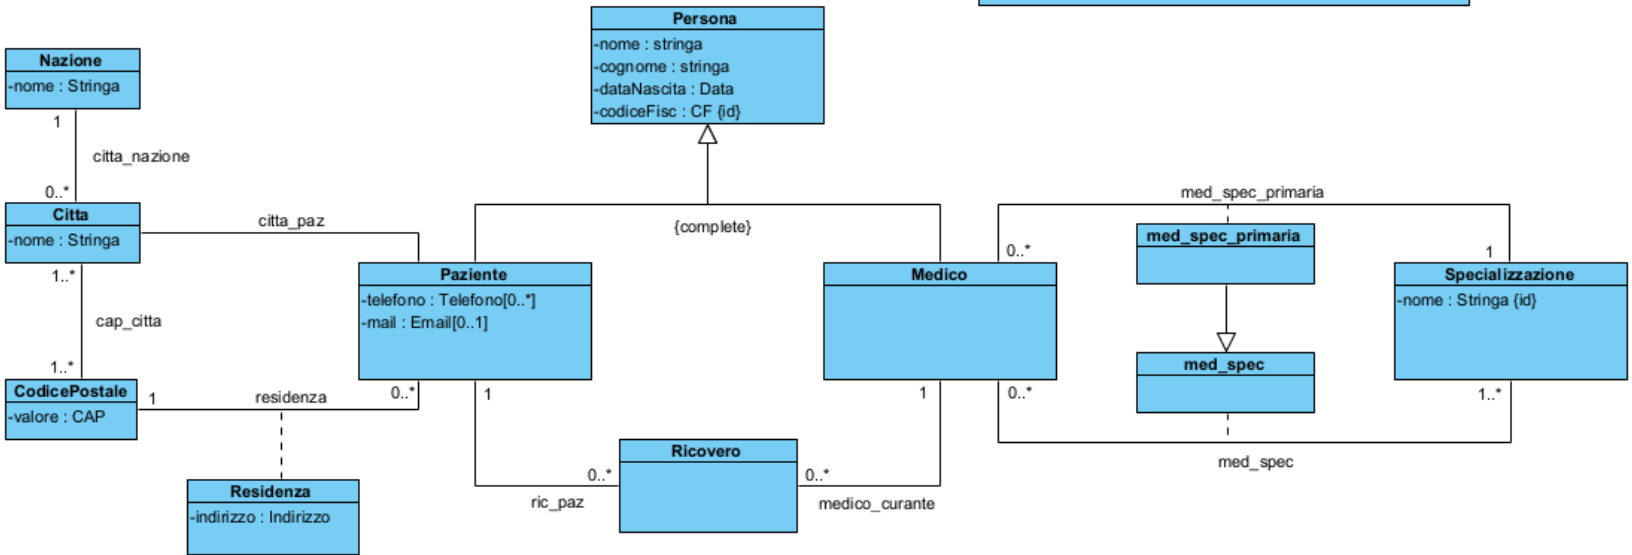 Persona
-nome : stringa
-cognome : stringa
-dataNascita : Data
-codiceFisc : CF {id}
Nazione
-nome : Stringa
1
citta_nazione
0..*
Citta
-nome : Stringa
1..*
citta_paz
cap_citta
1..*
CodicePostale
-valore : CAP
1
residenza
0..*
Residenza
-indirizzo : Indirizzo
{complete}
Paziente
-telefono : Telefono[0..*]
-mail : Email[0..1]
1
0..*
ric_paz
Ricovero
0..*
medico_curante
1
Medico
0..*
0..*
med_spec_primaria
med_spec_primaria
med_spec
med_spec
1
Specializzazione
-nome : Stringa {id}
1..*